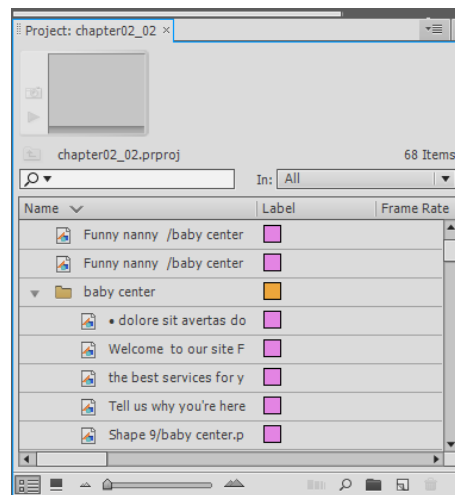 Project: chapter02_02 ×
chapter02_02.prproj 68 Items
In: All
Name Label Frame Rate
Funny nanny /baby center
Funny nanny /baby center
baby center
• dolore sit avertas do
Welcome to our site F
the best services for y
Tell us why you're here
Shape 9/baby center.p